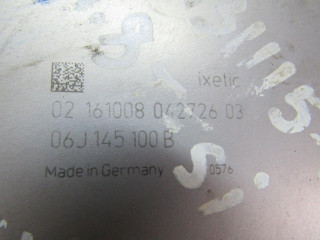 ixetic
02 161008 042726 03
06J 145 100 B
Made in Germany 0576